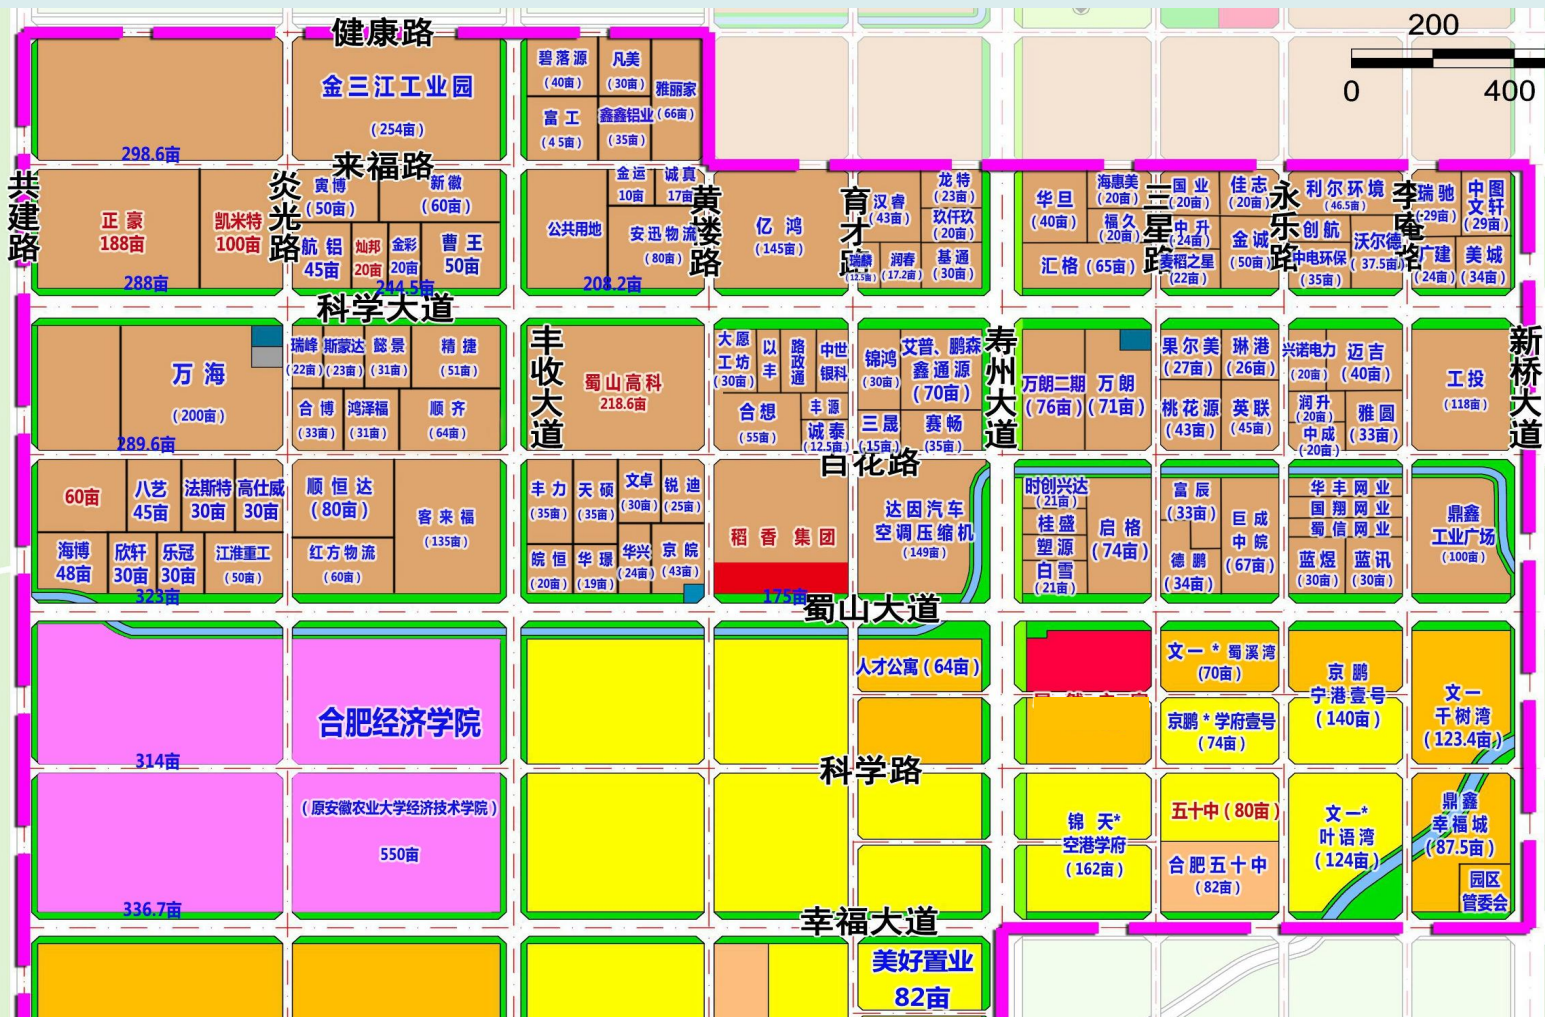 200
0
400
健康路
金三江工业园
（254亩）
碧落源
（40亩）
凡美
（30亩）
雅丽家
（66亩）
富工
（45亩）
鑫鑫铝业
（35亩）
298.6亩
来福路
共建路
炎光路
黄楼路
育才路
三星路
永乐路
李庵路
正豪
188亩
凯米特
100亩
寅博
（50亩）
新徽
（60亩）
航铝
45亩
灿邦
20亩
金彩
20亩
曹王
50亩
公共用地
金运
10亩
诚真
17亩
安迅物流
（80亩）
亿鸿
（145亩）
汉睿
（43亩）
龙特
（23亩）
玖仟玖
（20亩）
瑞麟
（12.5亩）
润春
（17.2亩）
基通
（30亩）
华旦
（40亩）
海惠美
（20亩）
福久
（20亩）
汇格（65亩）
国业
（20亩）
佳志
（20亩）
中升
（24亩）
金诚
（50亩）
麦稻之星
（22亩）
利尔环境
（46.5亩）
创航
沃尔德
（37.5亩）
中电环保
（35亩）
瑞驰
（29亩）
中图
文轩
（29亩）
广建
（24亩）
美城
（34亩）
288亩
244.5亩
208.2亩
科学大道
丰收大道
寿州大道
新桥大道
万海
（200亩）
瑞峰
（22亩）
斯蒙达
（23亩）
懿景
（31亩）
精捷
（51亩）
合博
（33亩）
鸿泽福
（31亩）
顺齐
（64亩）
蜀山高科
218.6亩
大愿
工坊
（30亩）
以丰
路政通
中世
银科
合想
（55亩）
丰源
诚泰
（12.5亩）
锦鸿
（30亩）
艾普、鹏森
鑫通源
（70亩）
三晟
（15亩）
赛畅
（35亩）
万朗二期
（76亩）
万朗
（71亩）
果尔美
（27亩）
琳港
（26亩）
桃花源
（43亩）
英联
（45亩）
兴诺电力
（20亩）
迈吉
（40亩）
润升
（20亩）
中成
（20亩）
雅圆
（33亩）
工投
（118亩）
289.6亩
百花路
60亩
八艺
45亩
法斯特
30亩
高仕威
30亩
海博
48亩
欣轩
30亩
乐冠
30亩
江淮重工
（50亩）
顺恒达
（80亩）
红方物流
（60亩）
客来福
（135亩）
丰力
（35亩）
天硕
（35亩）
文卓
（30亩）
锐迪
（25亩）
皖恒
（20亩）
华璟
（19亩）
华兴
（24亩）
京皖
（43亩）
稻香集团
达因汽车
空调压缩机
（149亩）
时创兴达
（21亩）
桂盛
塑源
白雪
（21亩）
启格
（74亩）
富辰
（33亩）
德鹏
（34亩）
巨成
中皖
（67亩）
华丰网业
国翔网业
蜀信网业
蓝煜
（30亩）
蓝讯
（30亩）
鼎鑫
工业广场
（100亩）
323亩
175亩
蜀山大道
合肥经济学院
314亩
人才公寓（64亩）
文一*蜀溪湾
(70亩)
京鹏*学府壹号
（74亩）
京鹏
宁港壹号
（140亩）
文一
千树湾
（123.4亩）
科学路
（原安徽农业大学经济技术学院）
550亩
锦天*
空港学府
（162亩）
五十中（80亩）
合肥五十中
（82亩）
文一*
叶语湾
（124亩）
鼎鑫
幸福城
（87.5亩）
园区
管委会
336.7亩
幸福大道
美好置业
82亩